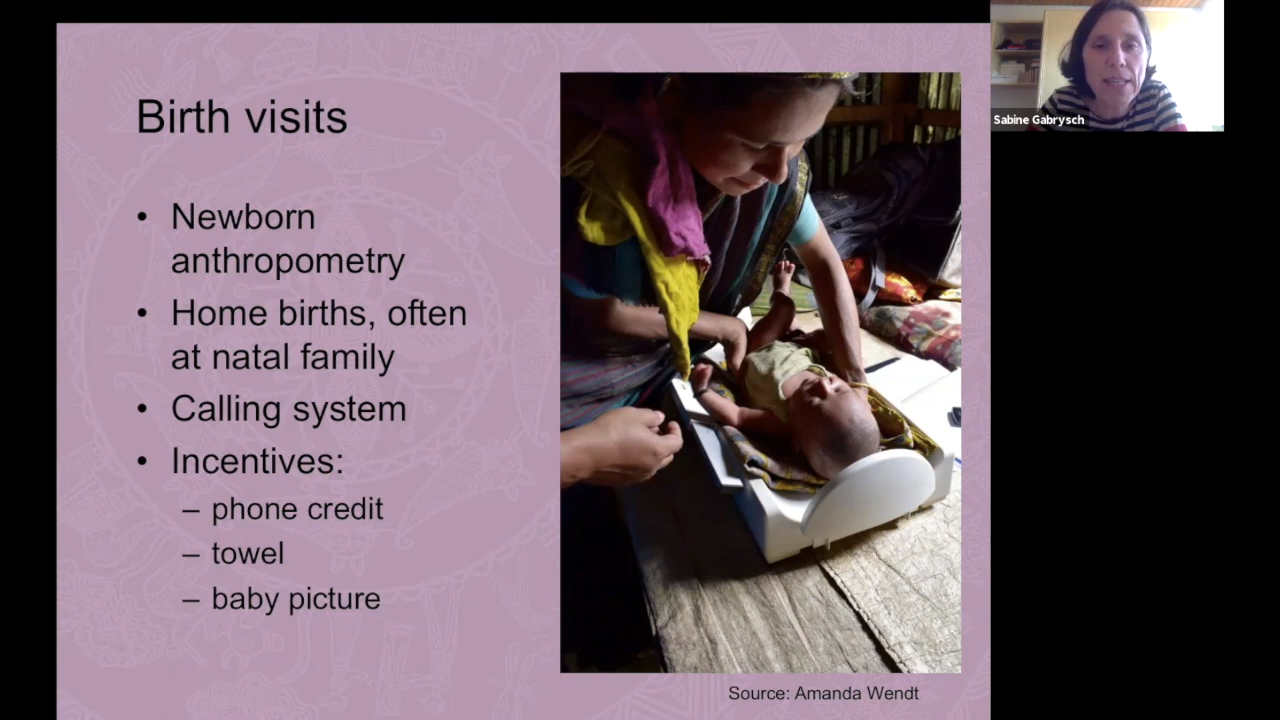 Birth visits
• Newborn
anthropometry
• Home births, often
at natal family
• Calling system
• Incentives:
– phone credit
– towel
– baby picture
Source: Amanda Wendt
Sabine Gabrysch